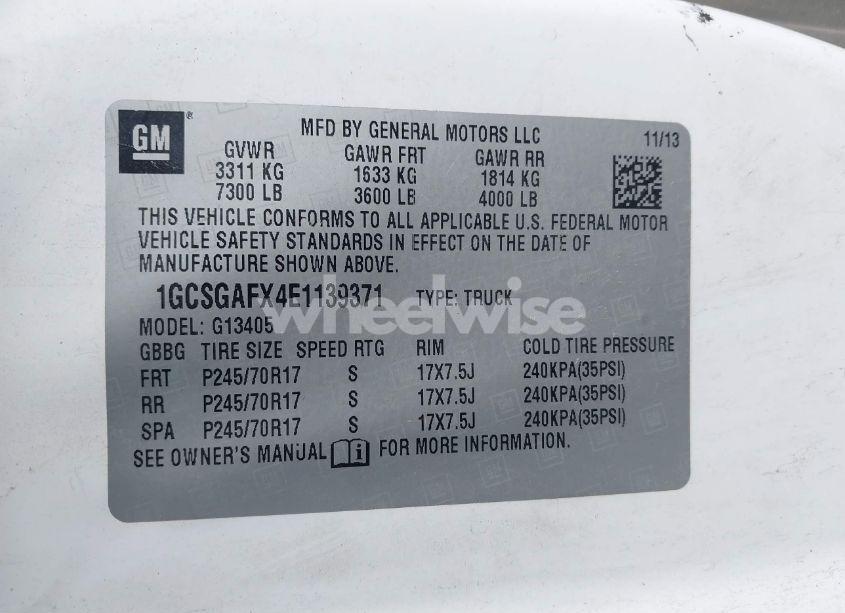 GM ®
MFD BY GENERAL MOTORS LLC 11/13
GVWR GAWR FRT GAWR RR
3311 KG 1633 KG 1814 KG
7300 LB 3600 LB 4000 LB
THIS VEHICLE CONFORMS TO ALL APPLICABLE U.S. FEDERAL MOTOR
VEHICLE SAFETY STANDARDS IN EFFECT ON THE DATE OF
MANUFACTURE SHOWN ABOVE.
1GCSGAFX4E1139371 TYPE: TRUCK
wheelwise
MODEL: G13405
GBBG TIRE SIZE SPEED RTG RIM COLD TIRE PRESSURE
FRT P245/70R17 S 17X7.5J 240KPA(35PSI)
RR P245/70R17 S 17X7.5J 240KPA(35PSI)
SPA P245/70R17 S 17X7.5J 240KPA(35PSI)
SEE OWNER'S MANUAL i FOR MORE INFORMATION.